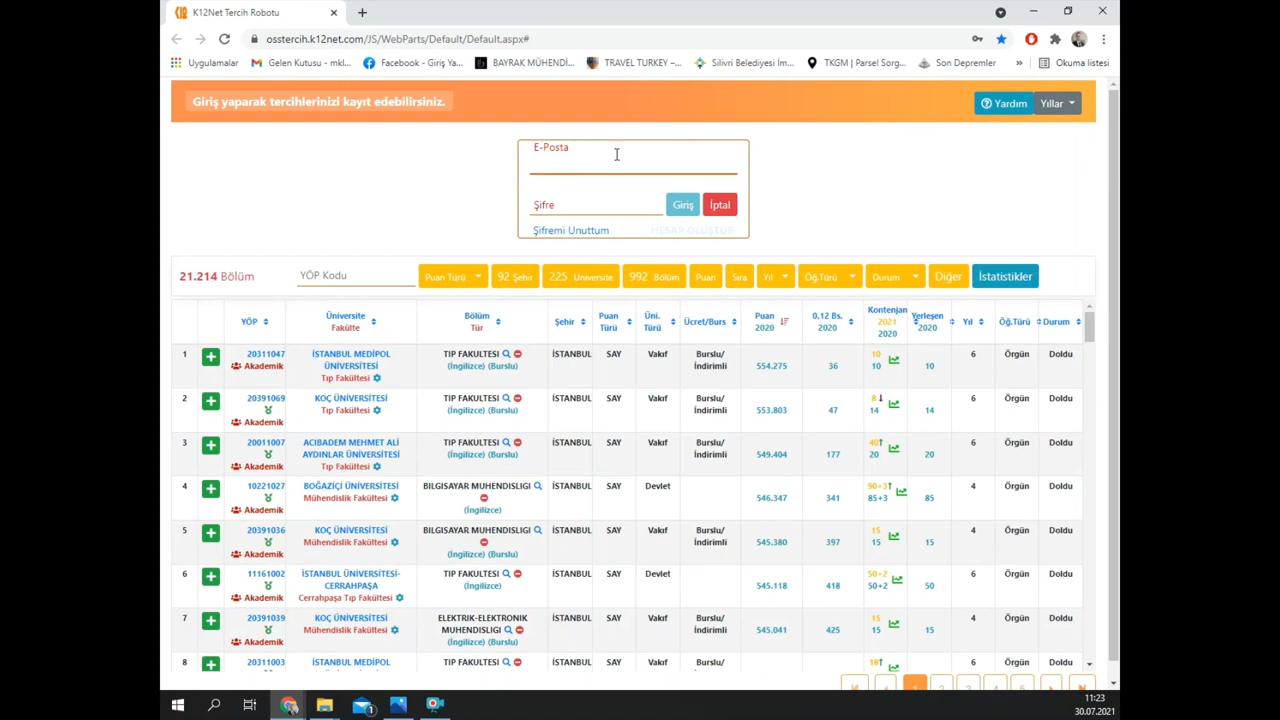 K12Net Tercih Robotu
osstercih.k12net.com/JS/WebParts/Default/Default.aspx#
Uygulamalar Gelen Kutusu - mkl... Facebook - Giriş Ya... BAYRAK MÜHENDİ... TRAVEL TURKEY –... Silivri Belediyesi İm... TKGM | Parsel Sorg... Son Depremler » Okuma listesi
Giriş yaparak tercihlerinizi kayıt edebilirsiniz. Yardım Yıllar
E-Posta
Şifre Giriş İptal
Şifremi Unuttum HESAP OLUŞTUR
21.214 Bölüm YÖP Kodu Puan Türü 92 Şehir 225 Üniversite 992 Bölüm Puan Sıra Yıl Öğ.Türü Durum Diğer İstatistikler
YÖP Üniversite Fakülte Bölüm Tür Şehir Puan Türü Üni. Türü Ücret/Burs Puan 2020 0,12 Bs. 2020 Kontenjan 2021 2020 Yerleşen 2020 Yıl Öğ.Türü Durum
1 20311047 İSTANBUL MEDİPOL TIP FAKULTESI İSTANBUL SAY Vakıf Burslu/ 10 6 Örgün Doldu
Akademik ÜNİVERSİTESİ (İngilizce) (Burslu) İndirimli 554.275 36 10 10
Tıp Fakültesi
2 20391069 KOÇ ÜNİVERSİTESİ TIP FAKULTESI İSTANBUL SAY Vakıf Burslu/ 8 6 Örgün Doldu
Tıp Fakültesi (İngilizce) (Burslu) İndirimli 553.803 47 14 14
Akademik
3 20011007 ACIBADEM MEHMET ALİ TIP FAKULTESI İSTANBUL SAY Vakıf Burslu/ 40 6 Örgün Doldu
AYDINLAR ÜNİVERSİTESİ (İngilizce) (Burslu) İndirimli 549.404 177 20 20
Akademik Tıp Fakültesi
4 10221027 BOĞAZİÇİ ÜNİVERSİTESİ BILGISAYAR MUHENDISLIGI İSTANBUL SAY Devlet 90+3 4 Örgün Doldu
Mühendislik Fakültesi 546.347 341 85+3 85
Akademik (İngilizce)
5 20391036 KOÇ ÜNİVERSİTESİ BILGISAYAR MUHENDISLIGI İSTANBUL SAY Vakıf Burslu/ 15 4 Örgün Doldu
Mühendislik Fakültesi İndirimli 545.380 397 15 15
Akademik (İngilizce) (Burslu)
6 11161002 İSTANBUL ÜNİVERSİTESİ- TIP FAKULTESI İSTANBUL SAY Devlet 50+2 6 Örgün Doldu
CERRAHPAŞA (İngilizce) 545.118 418 50+2 50
Akademik Cerrahpaşa Tıp Fakültesi
7 20391039 KOÇ ÜNİVERSİTESİ ELEKTRIK-ELEKTRONIK İSTANBUL SAY Vakıf Burslu/ 15 4 Örgün Doldu
Mühendislik Fakültesi MUHENDISLIGI İndirimli 545.041 425 15 15
Akademik (İngilizce) (Burslu)
8 20311003 İSTANBUL MEDİPOL TIP FAKULTESI İSTANBUL SAY Vakıf Burslu/ 18 6 Örgün Doldu
1 2 3 4 5
11:23
30.07.2021